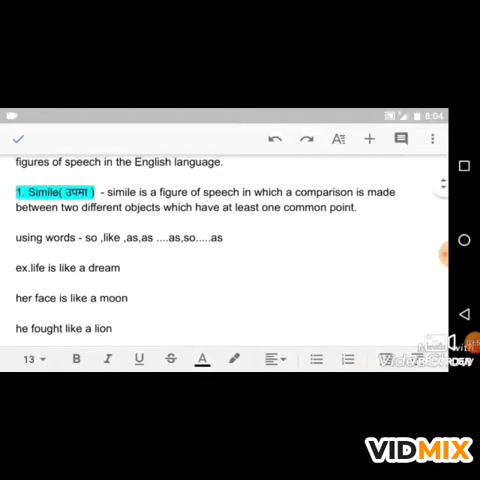 8:04
figures of speech in the English language.
1. Simile( उपमा ) - simile is a figure of speech in which a comparison is made
between two different objects which have at least one common point.
using words - so ,like ,as,as ....as,so.....as
ex.life is like a dream
her face is like a moon
he fought like a lion
13 B I U S A
VIDMIX